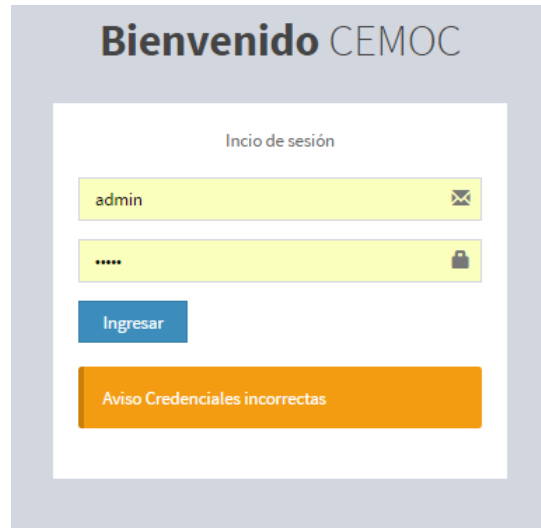 Bienvenido CEMOC
Incio de sesión
admin
•••••
Ingresar
Aviso Credenciales incorrectas